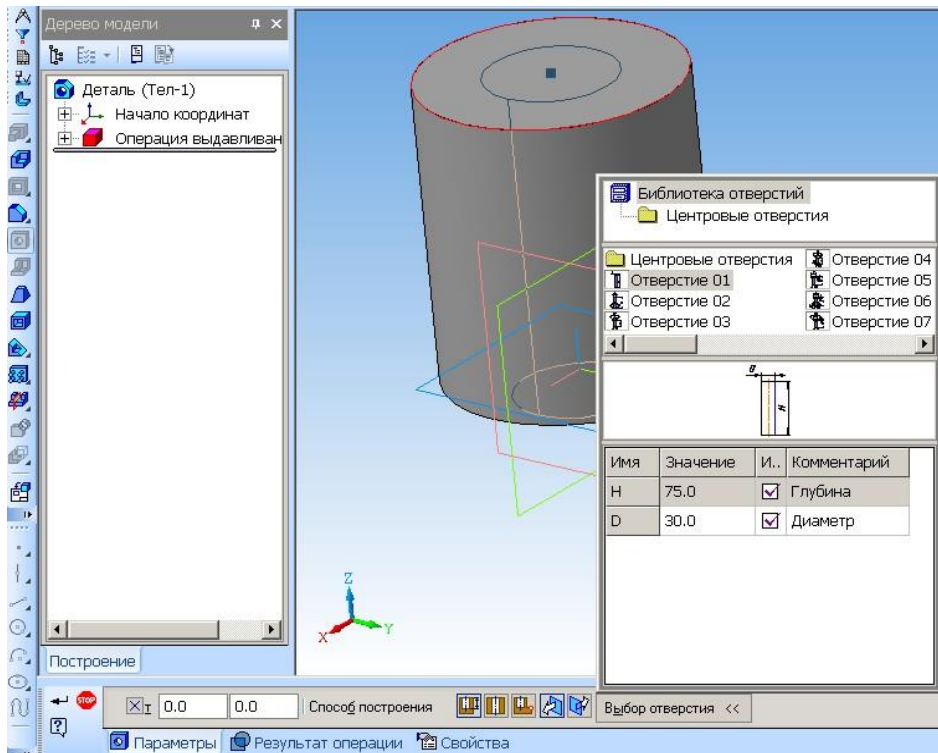 Дерево модели
Деталь (Тел-1)
Начало координат
Операция выдавливан
Построение
Библиотека отверстий
Центровые отверстия
Центровые отверстия
Отверстие 04
Отверстие 01
Отверстие 05
Отверстие 02
Отверстие 06
Отверстие 03
Отверстие 07
H
Имя Значение И.. Комментарий
H 75.0 Глубина
D 30.0 Диаметр
Z
X
Y
STOP
т 0.0 0.0 Способ построения
Выбор отверстия <<
Параметры Результат операции Свойства